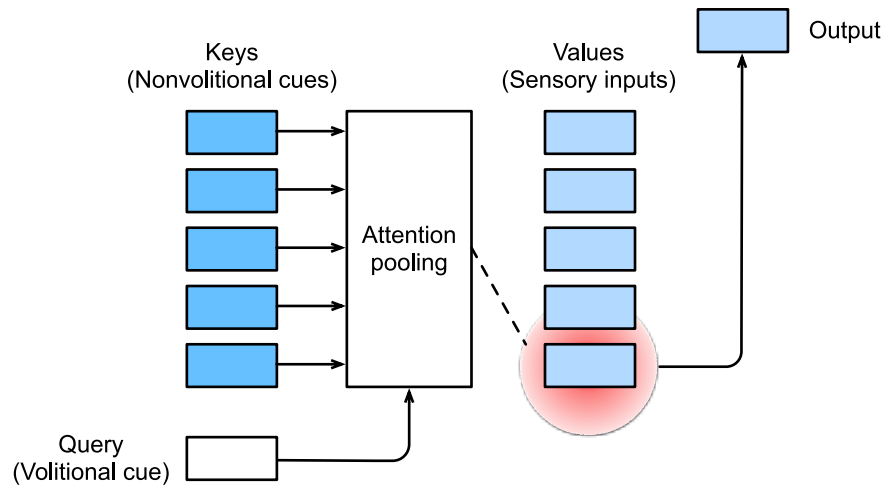 Keys
(Nonvolitional cues)
Values
(Sensory inputs)
Output
Attention
pooling
Query
(Volitional cue)